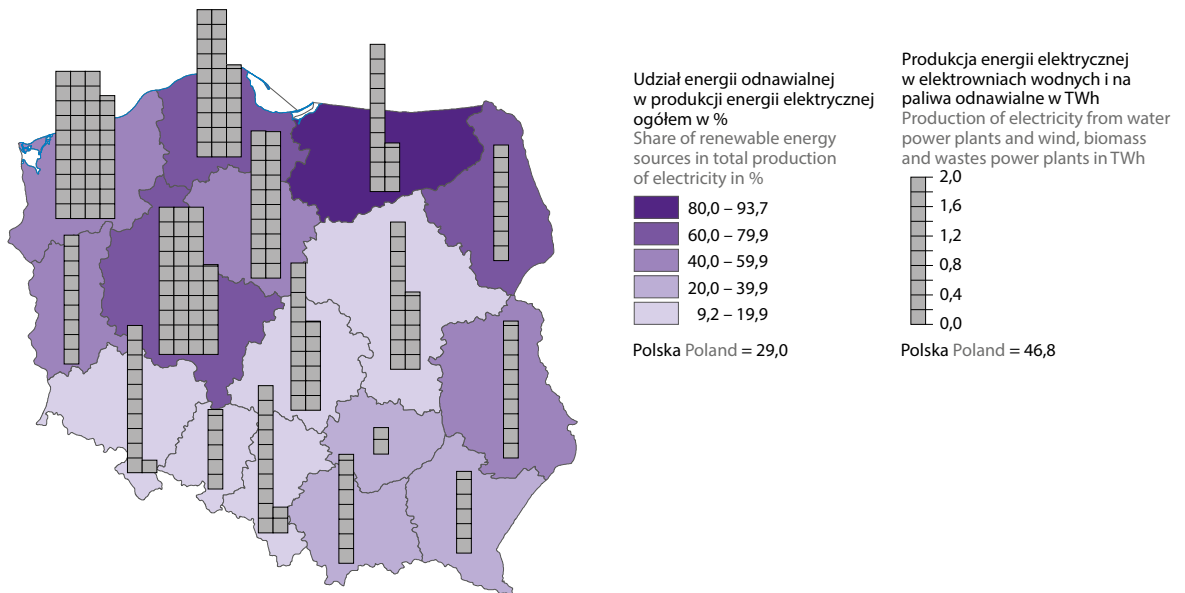 Udział energii odnawialnej
w produkcji energii elektrycznej
ogółem w %
Share of renewable energy
sources in total production
of electricity in %
80,0 – 93,7
60,0 – 79,9
40,0 – 59,9
20,0 – 39,9
9,2 – 19,9
Polska Poland = 29,0
Produkcja energii elektrycznej
w elektrowniach wodnych i na
paliwa odnawialne w TWh
Production of electricity from water
power plants and wind, biomass
and wastes power plants in TWh
2,0
1,6
1,2
0,8
0,4
0,0
Polska Poland = 46,8